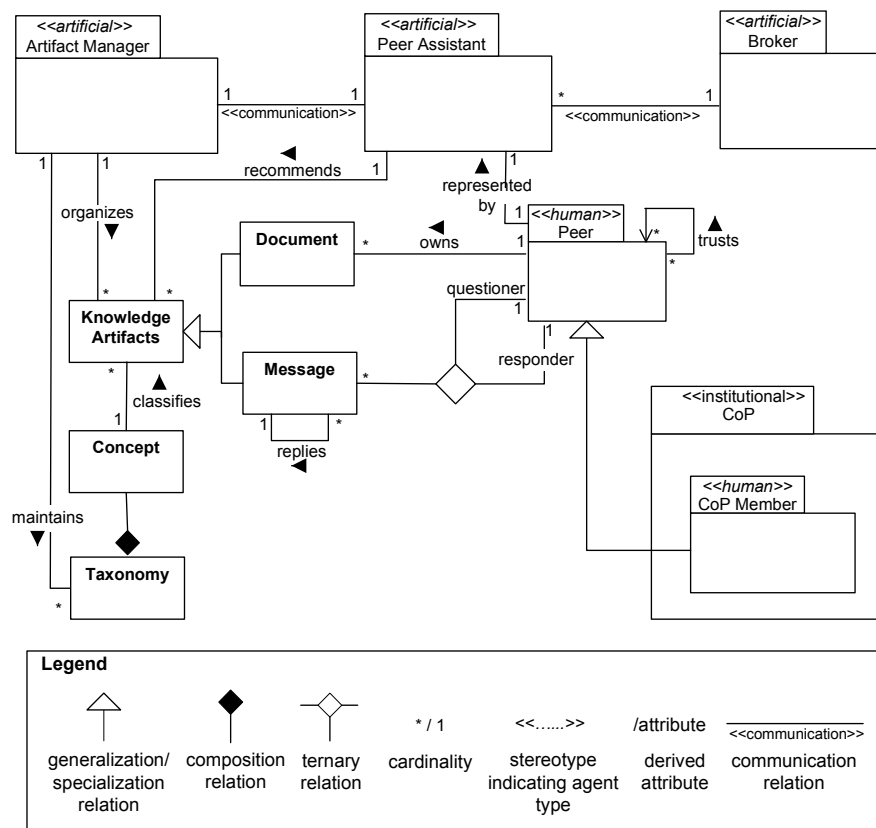 <<artificial>>
Artifact Manager
<<artificial>>
Peer Assistant
<<artificial>>
Broker
1
1
<<communication>>
*
1
<<communication>>
1
1
recommends
1
1
represented
by
organizes
1
<<human>>
Peer
*
*
trusts
Document
*
owns
1
*
*
questioner
1
Knowledge
Artifacts
1
responder
Message
*
*
classifies
1
1
*
replies
<<institutional>>
CoP
Concept
<<human>>
CoP Member
maintains
Taxonomy
*
Legend
* / 1
<<......>>
/attribute
<<communication>>
generalization/
specialization
relation
composition
relation
ternary
relation
cardinality
stereotype
indicating agent
type
derived
attribute
communication
relation